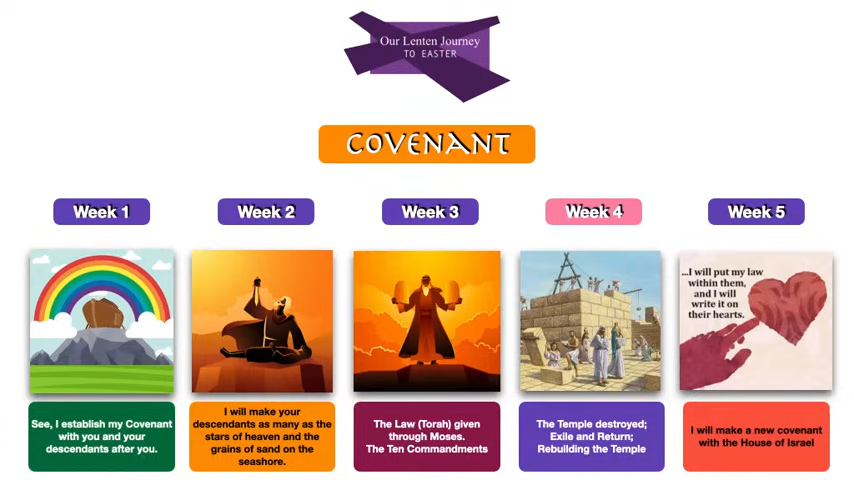 Our Lenten Journey
TO EASTER
COVENANT
Week 1
Week 2
Week 3
Week 4
Week 5
...I will put my law
within them,
and I will
write it on
their hearts.
See, I establish my Covenant
with you and your
descendants after you.
I will make your
descendants as many as the
stars of heaven and the
grains of sand on the
seashore.
The Law (Torah) given
through Moses.
The Ten Commandments
The Temple destroyed;
Exile and Return;
Rebuilding the Temple
I will make a new covenant
with the House of Israel